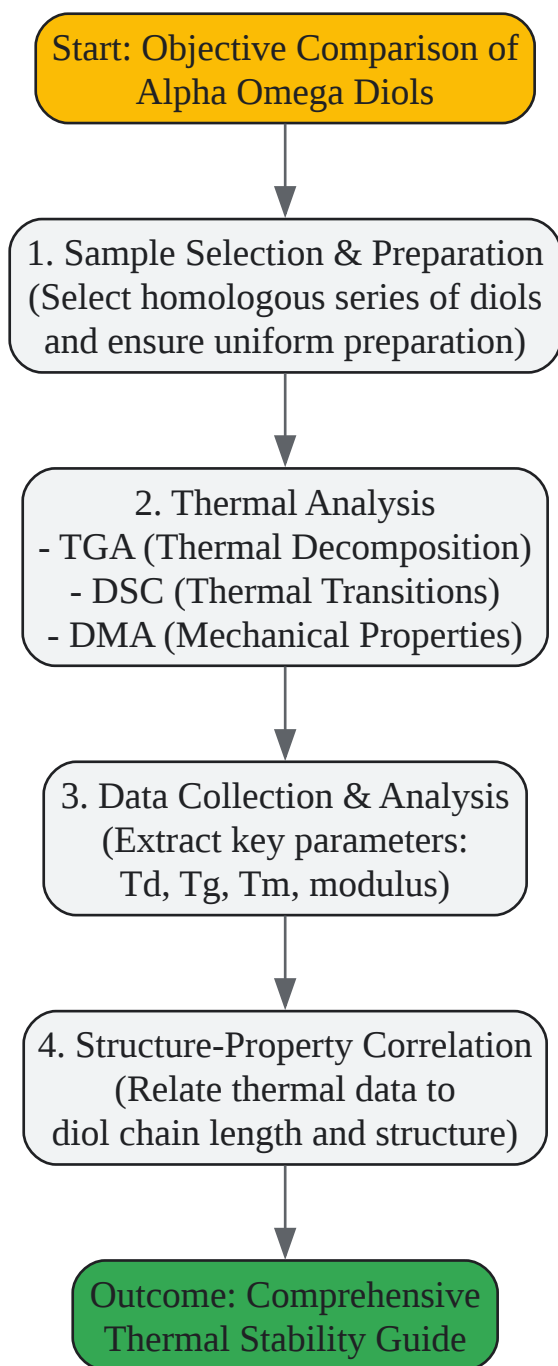 Start: Objective Comparison of
Alpha Omega Diols
1. Sample Selection & Preparation
(Select homologous series of diols
and ensure uniform preparation)
2. Thermal Analysis
- TGA (Thermal Decomposition)
- DSC (Thermal Transitions)
- DMA (Mechanical Properties)
3. Data Collection & Analysis
(Extract key parameters:
Td, Tg, Tm, modulus)
4. Structure-Property Correlation
(Relate thermal data to
diol chain length and structure)
Outcome: Comprehensive
Thermal Stability Guide